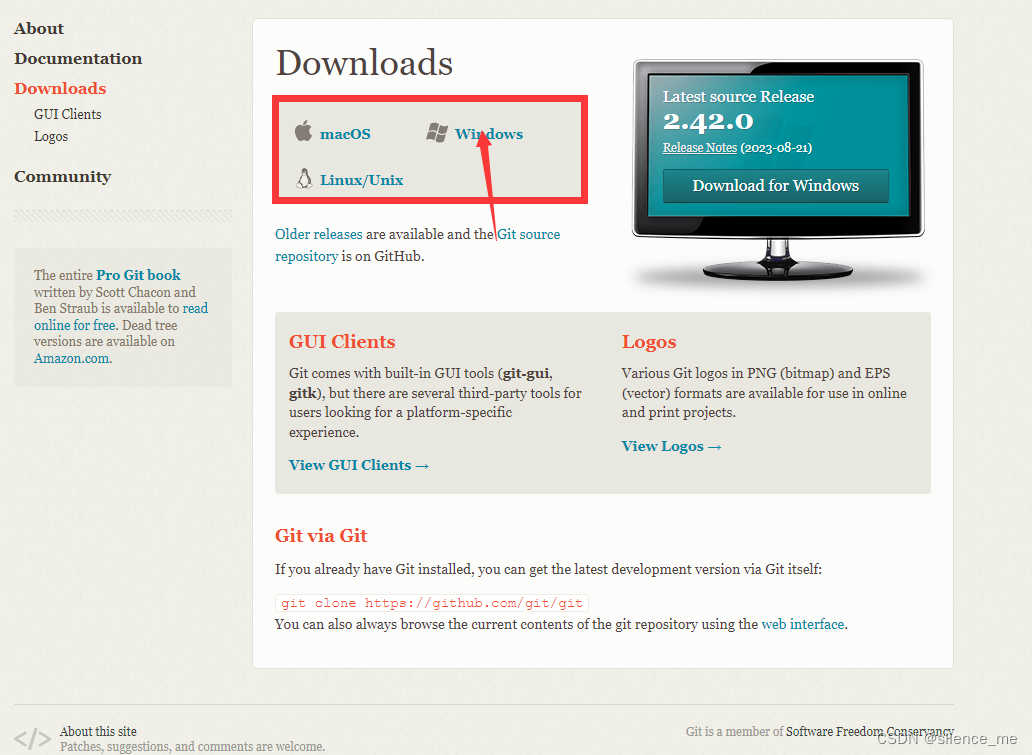 About
Documentation
Downloads
GUI Clients
Logos
Community
The entire Pro Git book
written by Scott Chacon and
Ben Straub is available to read
online for free. Dead tree
versions are available on
Amazon.com.
Downloads
macOS
Windows
Linux/Unix
Older releases are available and the Git source
repository is on GitHub.
Latest source Release
2.42.0
Release Notes (2023-08-21)
Download for Windows
GUI Clients
Git comes with built-in GUI tools (git-gui,
gitk), but there are several third-party tools for
users looking for a platform-specific
experience.
View GUI Clients →
Logos
Various Git logos in PNG (bitmap) and EPS
(vector) formats are available for use in online
and print projects.
View Logos →
Git via Git
If you already have Git installed, you can get the latest development version via Git itself:
git clone https://github.com/git/git
You can also always browse the current contents of the git repository using the web interface.
</> About this site
Patches, suggestions, and comments are welcome.
Git is a member of Software Freedom Conservancy
CSDN @silence_me